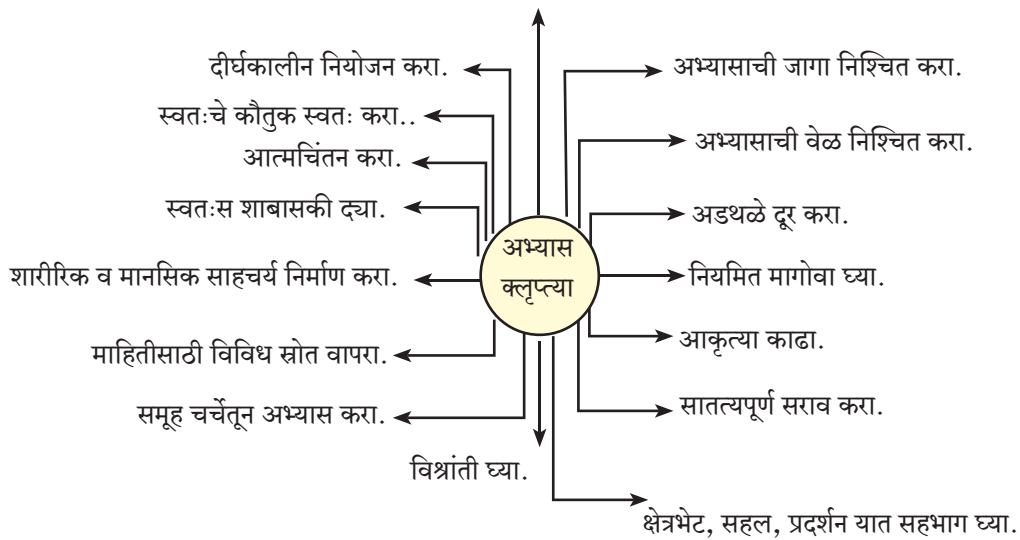 दीर्घकालीन नियोजन करा.
अभ्यासाची जागा निश्चित करा.
स्वतःचे कौतुक स्वतः करा..
अभ्यासाची वेळ निश्चित करा.
आत्मचिंतन करा.
स्वतःस शाबासकी द्या.
अडथळे दूर करा.
अभ्यास
क्लृप्त्या
शारीरिक व मानसिक साहचर्य निर्माण करा.
नियमित मागोवा घ्या.
माहितीसाठी विविध स्रोत वापरा.
आकृत्या काढा.
समूह चर्चेतून अभ्यास करा.
सातत्यपूर्ण सराव करा.
विश्रांती घ्या.
क्षेत्रभेट, सहल, प्रदर्शन यात सहभाग घ्या.